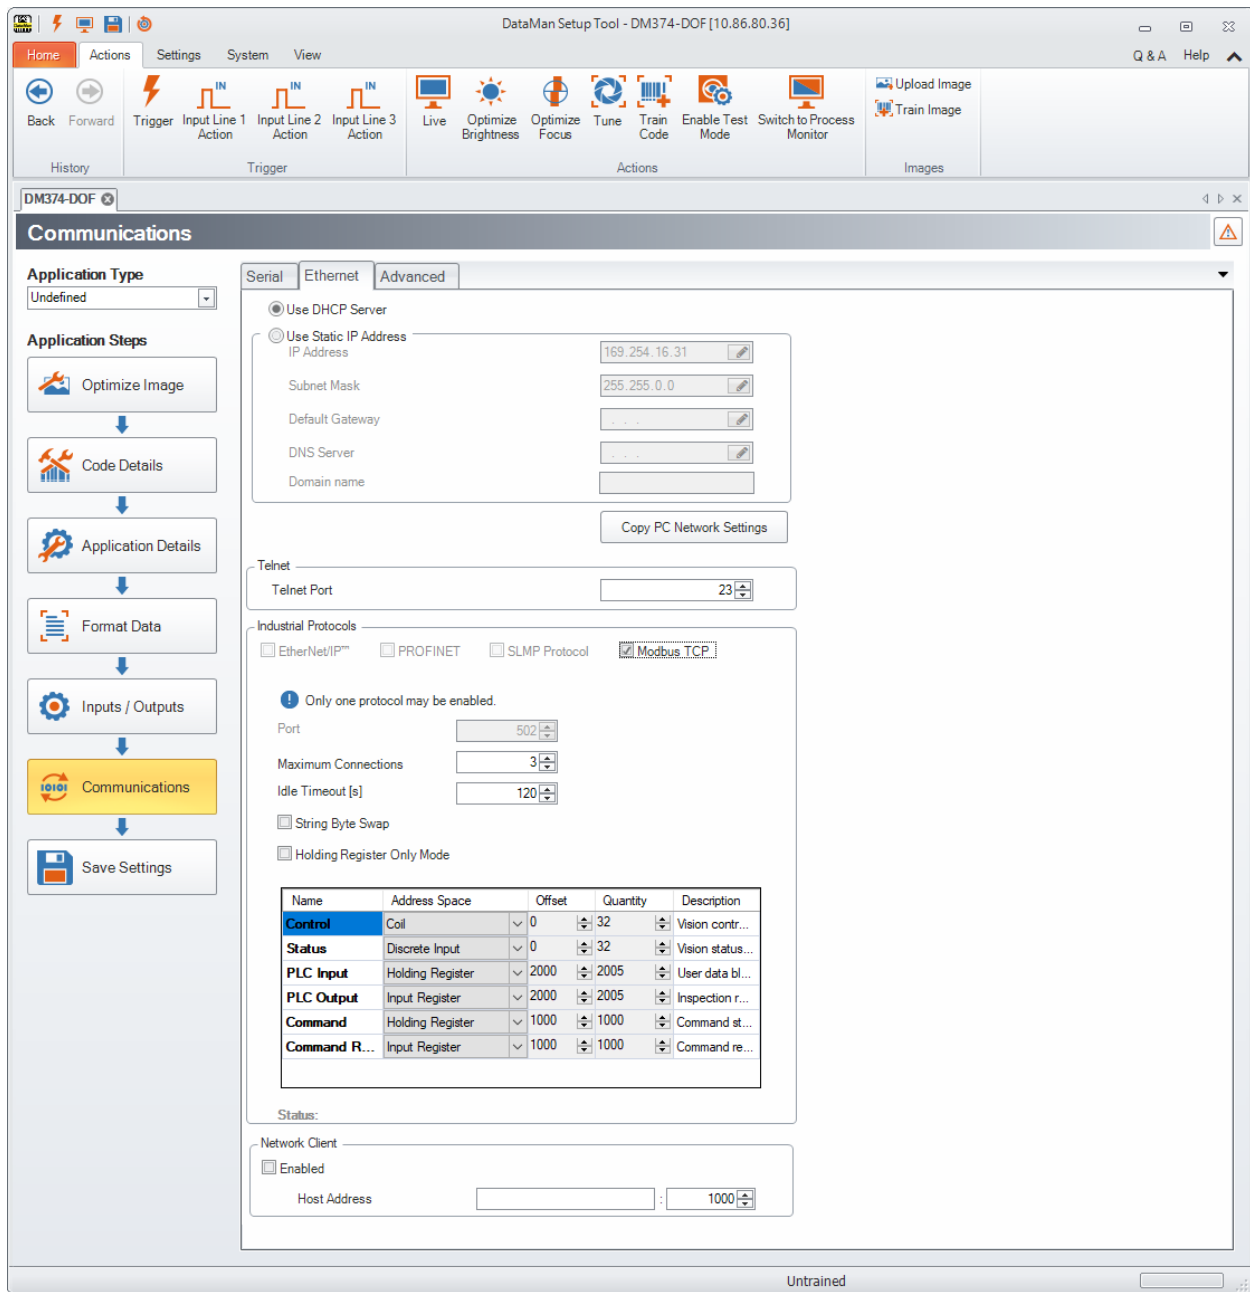 DataMan Setup Tool - DM374-DOF [10.86.80.36]
Home Actions Settings System View Q & A Help
Back Forward Trigger Input Line 1 Action Input Line 2 Action Input Line 3 Action Live Optimize Brightness Optimize Focus Tune Train Code Enable Test Mode Switch to Process Monitor
IN IN IN
Upload Image
Train Image
History Trigger Actions Images
DM374-DOF
Communications
Application Type
Undefined
Application Steps
Optimize Image
Code Details
Application Details
Format Data
Inputs / Outputs
Communications
Save Settings
Serial Ethernet Advanced
Use DHCP Server
Use Static IP Address
IP Address 169.254.16.31
Subnet Mask 255.255.0.0
Default Gateway . . .
DNS Server . . .
Domain name
Copy PC Network Settings
Telnet
Telnet Port 23
Industrial Protocols
EtherNet/IP™ PROFINET SLMP Protocol Modbus TCP
Only one protocol may be enabled.
Port 502
Maximum Connections 3
Idle Timeout [s] 120
String Byte Swap
Holding Register Only Mode
Name Address Space Offset Quantity Description
Control Coil 0 32 Vision contr...
Status Discrete Input 0 32 Vision status...
PLC Input Holding Register 2000 2005 User data bl...
PLC Output Input Register 2000 2005 Inspection r...
Command Holding Register 1000 1000 Command st...
Command R... Input Register 1000 1000 Command re...
Status:
Network Client
Enabled
Host Address : 1000
Untrained